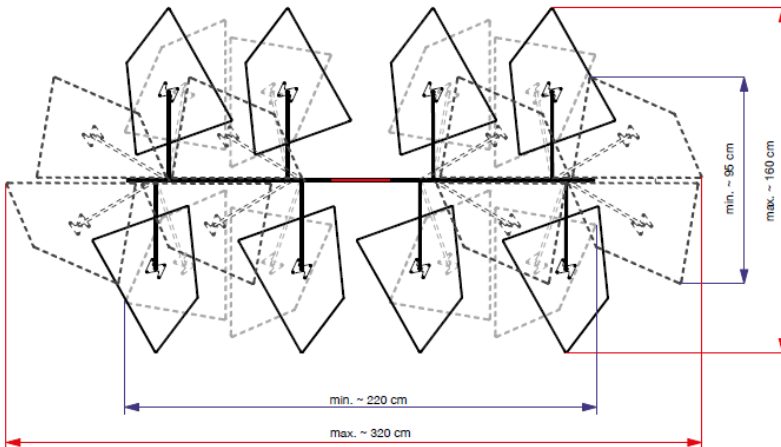 min. ~ 95 cm
max. ~ 160 cm
min. ~ 220 cm
max. ~ 320 cm